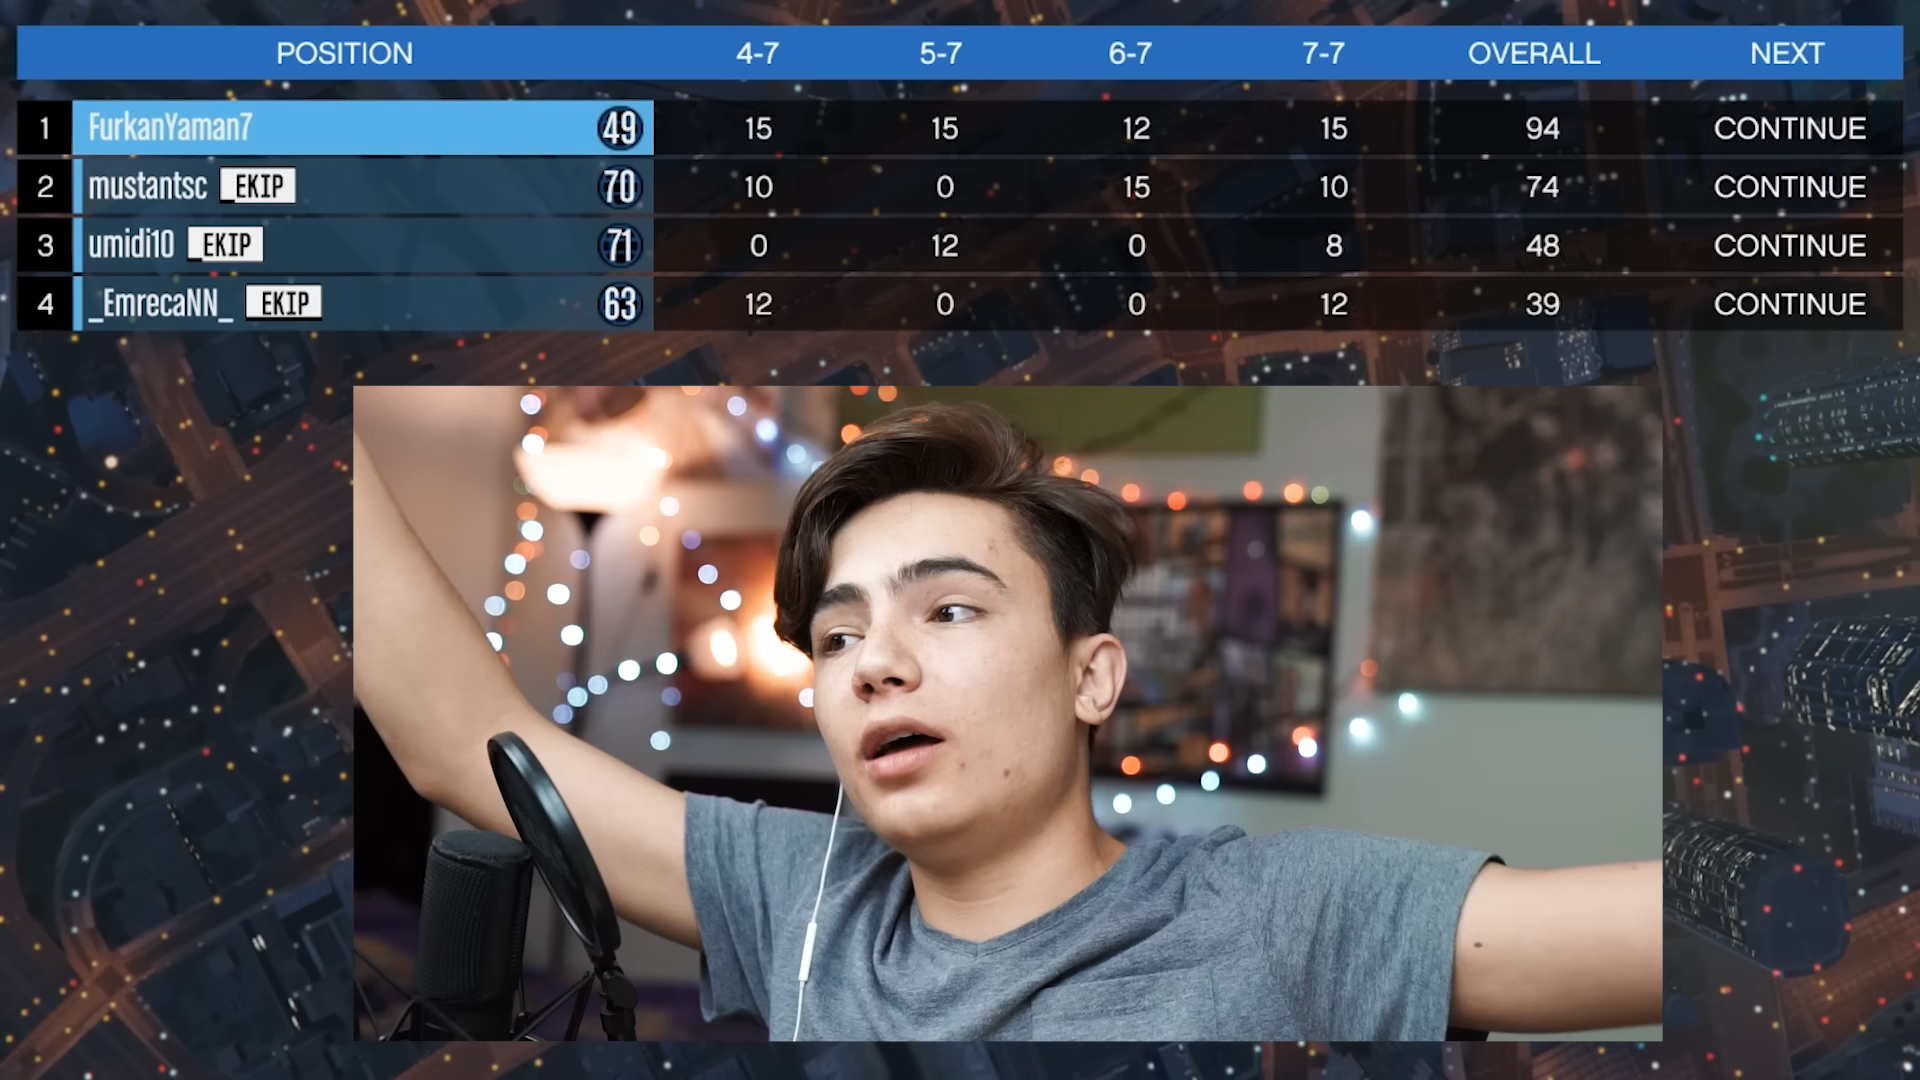 POSITION 4-7 5-7 6-7 7-7 OVERALL NEXT
1 FurkanYaman7 49 15 15 12 15 94 CONTINUE
2 mustantsc EKIP 70 10 0 15 10 74 CONTINUE
3 umidi10 EKIP 71 0 12 0 8 48 CONTINUE
4 _EmrecaNN_ EKIP 63 12 0 0 12 39 CONTINUE